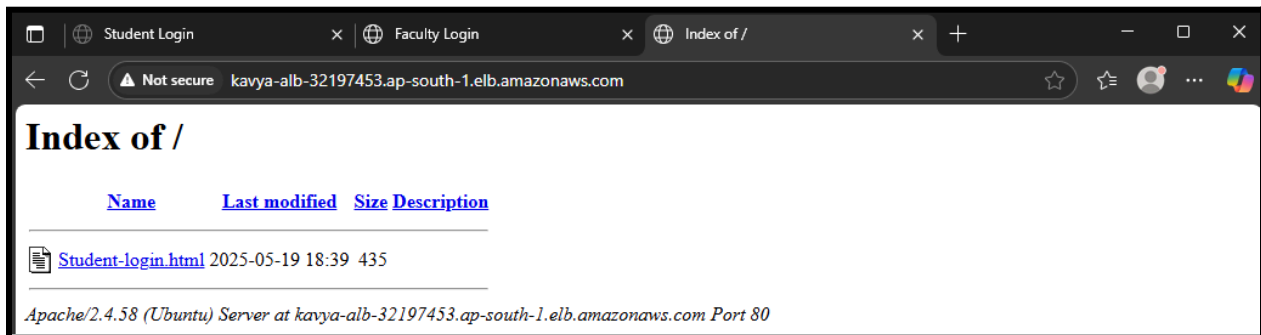 Student Login Faculty Login Index of /
Not secure kavya-alb-32197453.ap-south-1.elb.amazonaws.com
Index of /
Name Last modified Size Description
Student-login.html 2025-05-19 18:39 435
Apache/2.4.58 (Ubuntu) Server at kavya-alb-32197453.ap-south-1.elb.amazonaws.com Port 80